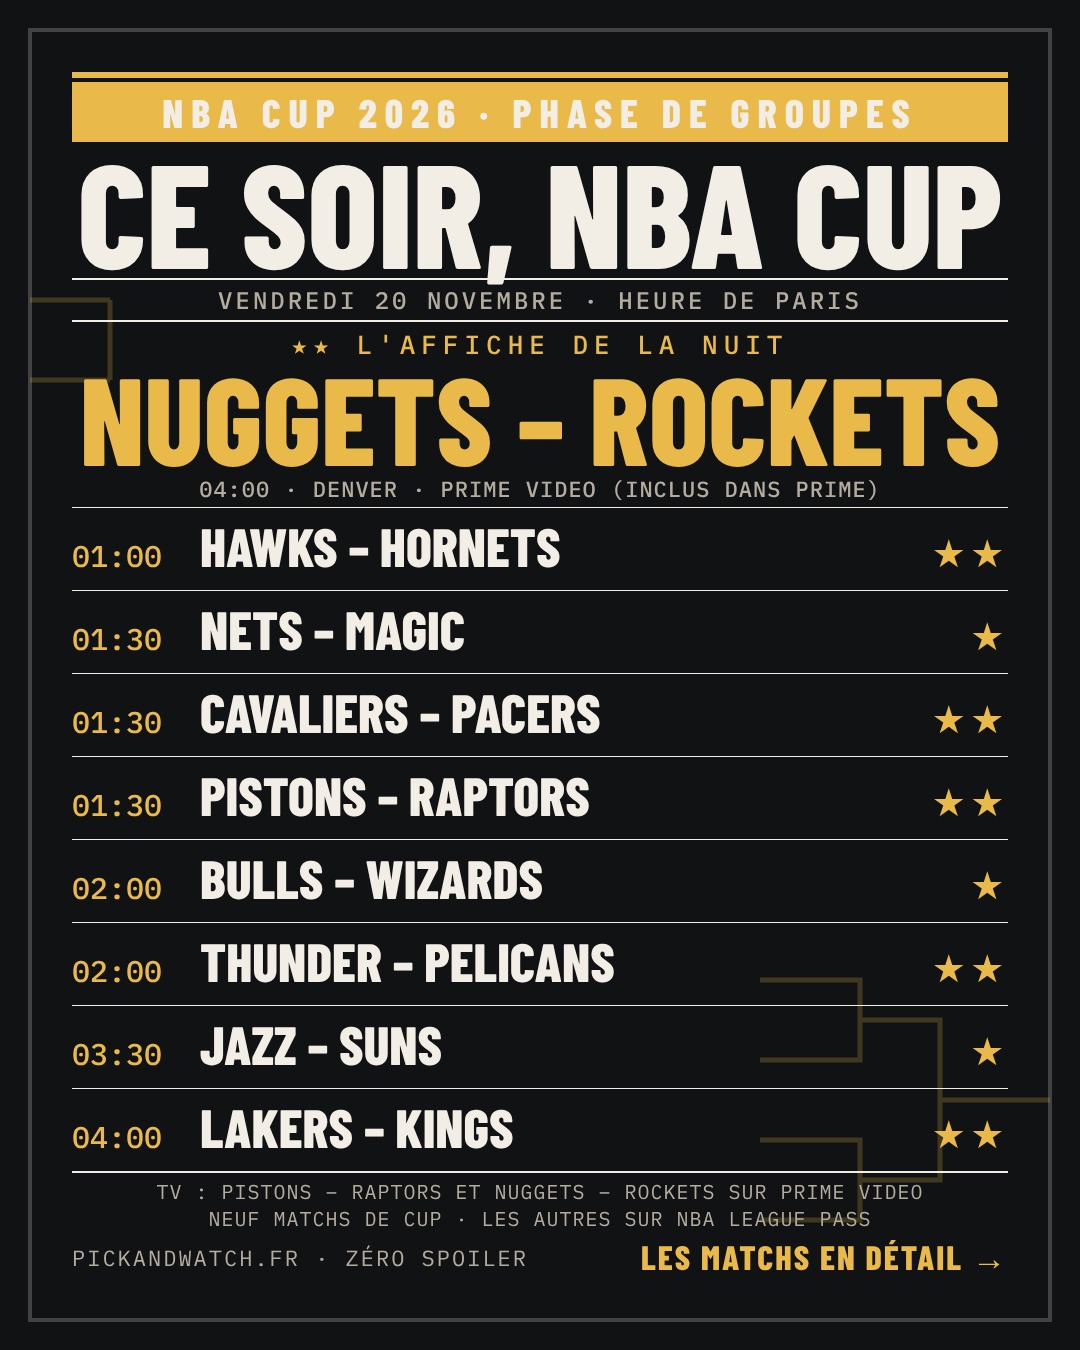 NBA CUP 2026 · PHASE DE GROUPES
CE SOIR, NBA CUP
VENDREDI 20 NOVEMBRE · HEURE DE PARIS
★★ L'AFFICHE DE LA NUIT
NUGGETS – ROCKETS
04:00 · DENVER · PRIME VIDEO (INCLUS DANS PRIME)
01:00 HAWKS – HORNETS ★★
01:30 NETS – MAGIC ★
01:30 CAVALIERS – PACERS ★★
01:30 PISTONS – RAPTORS ★★
02:00 BULLS – WIZARDS ★
02:00 THUNDER – PELICANS ★★
03:30 JAZZ – SUNS ★
04:00 LAKERS – KINGS ★★
TV : PISTONS – RAPTORS ET NUGGETS – ROCKETS SUR PRIME VIDEO
NEUF MATCHS DE CUP · LES AUTRES SUR NBA LEAGUE PASS
PICKANDWATCH.FR · ZÉRO SPOILER
LES MATCHS EN DÉTAIL →